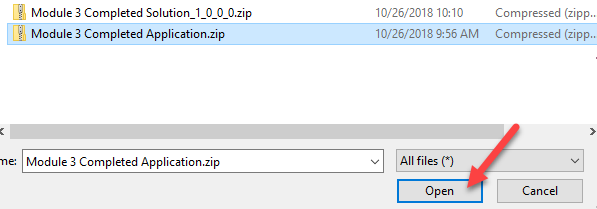 Module 3 Completed Solution_1_0_0_0.zip 10/26/2018 10:10 Compressed (zipp...
Module 3 Completed Application.zip 10/26/2018 9:56 AM Compressed (zipp...
me: Module 3 Completed Application.zip All files (*)
Open Cancel